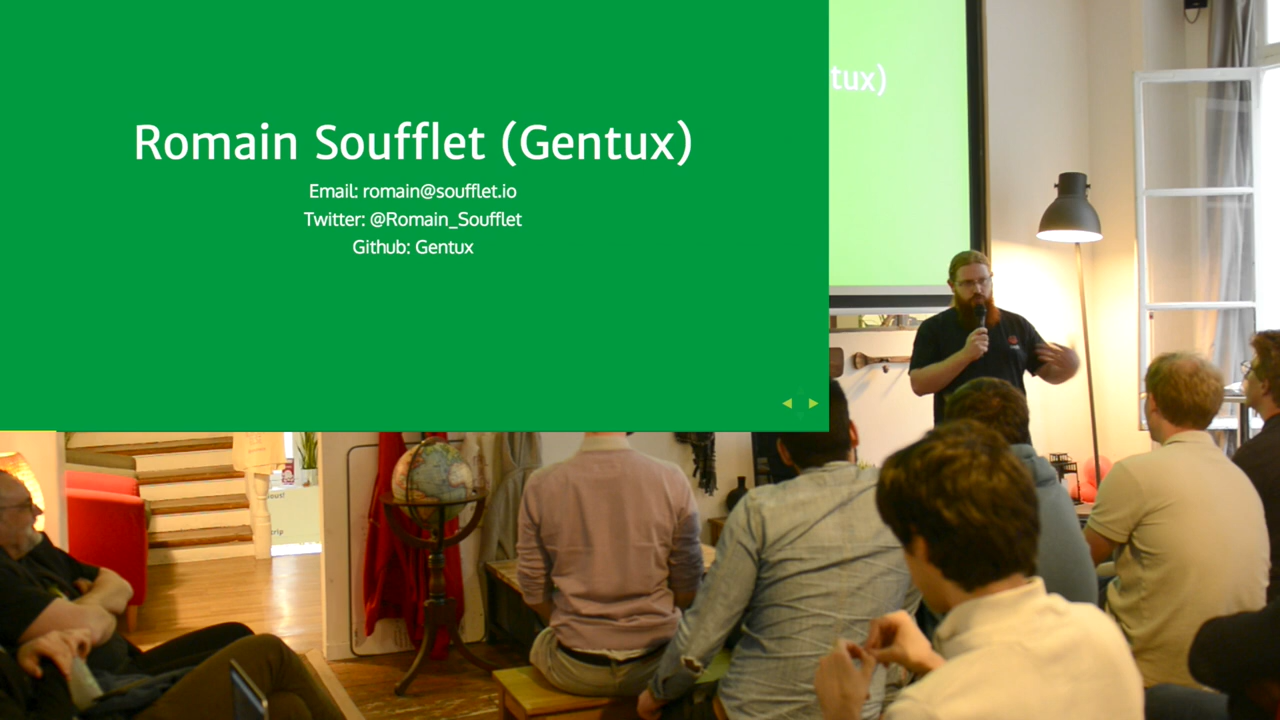 Romain Soufflet (Gentux)
Email: romain@soufflet.io
Twitter: @Romain_Soufflet
Github: Gentux
tux)